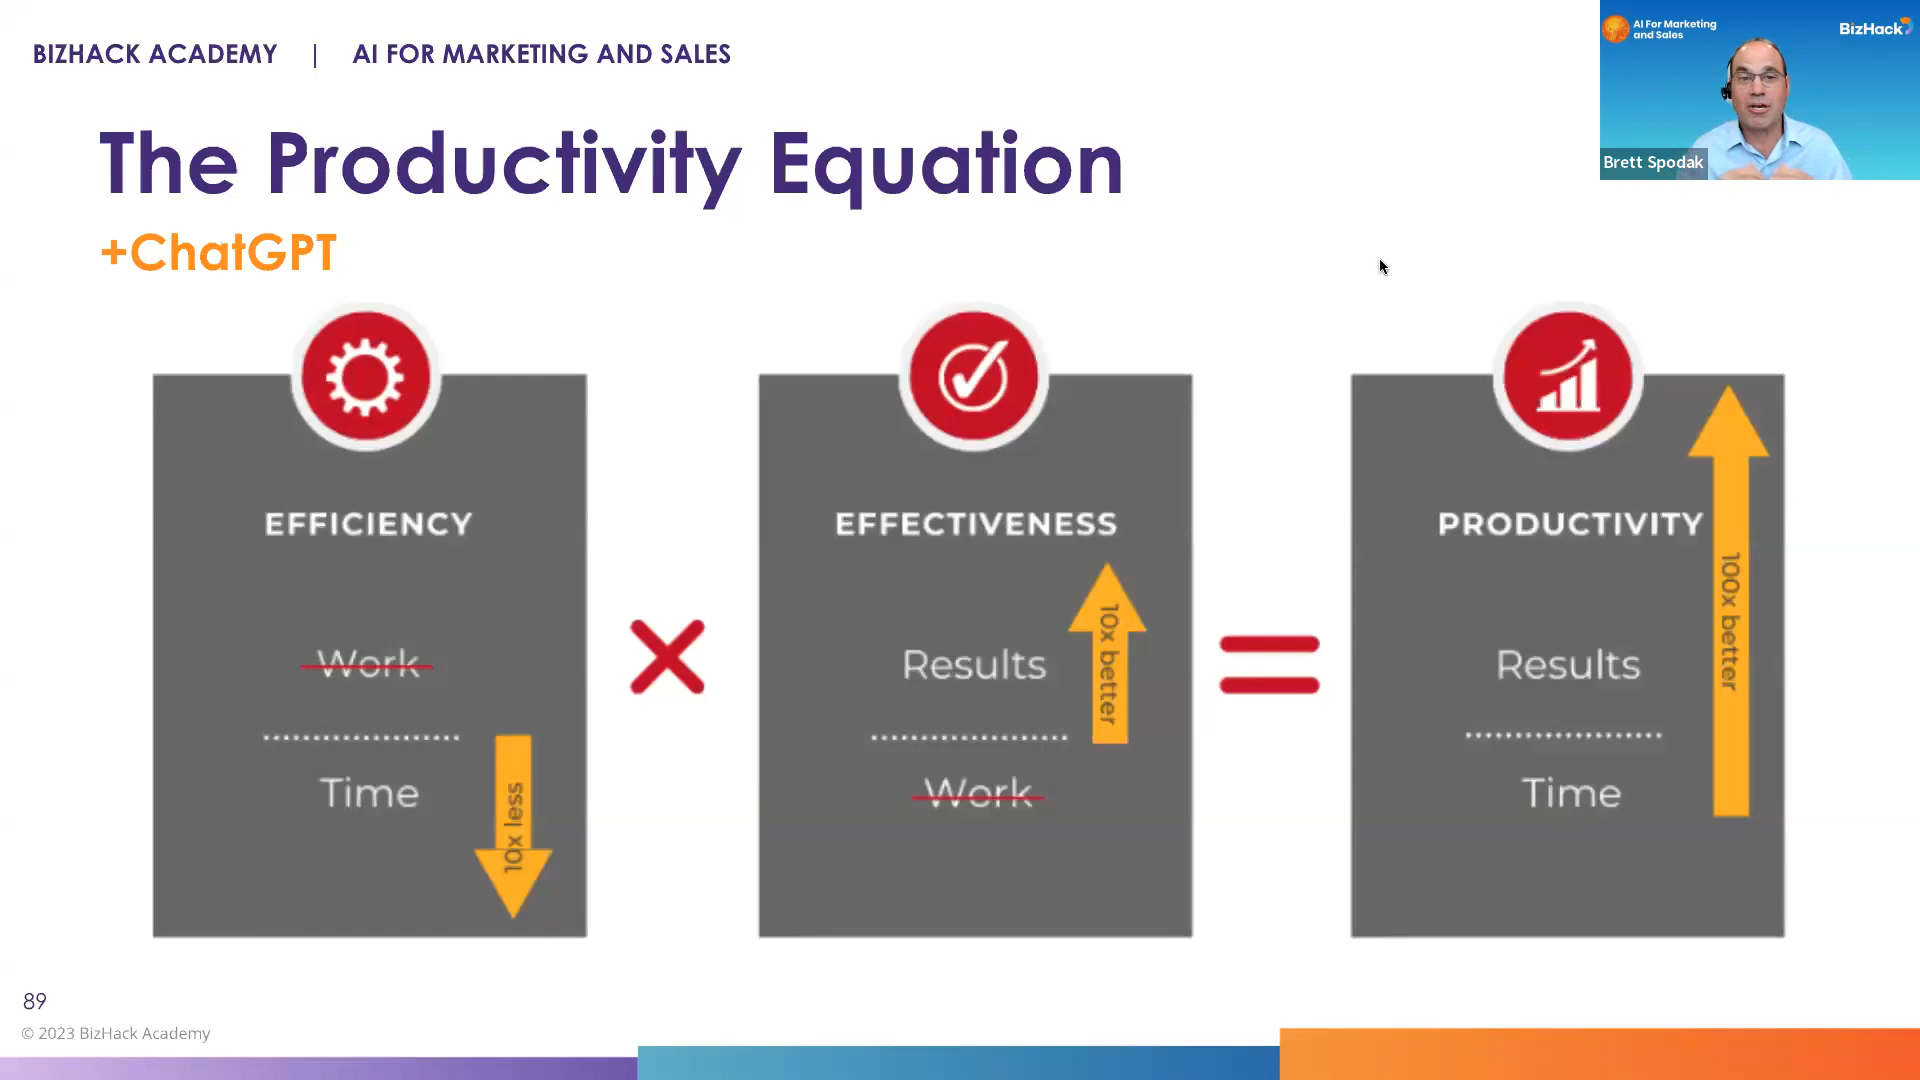 BIZHACK ACADEMY | AI FOR MARKETING AND SALES
AI For Marketing
and Sales
BizHack
Brett Spodak
The Productivity Equation
+ChatGPT
EFFICIENCY
Work
Time
10x less
EFFECTIVENESS
Results
Work
10x better
PRODUCTIVITY
Results
Time
100x better
89
© 2023 BizHack Academy